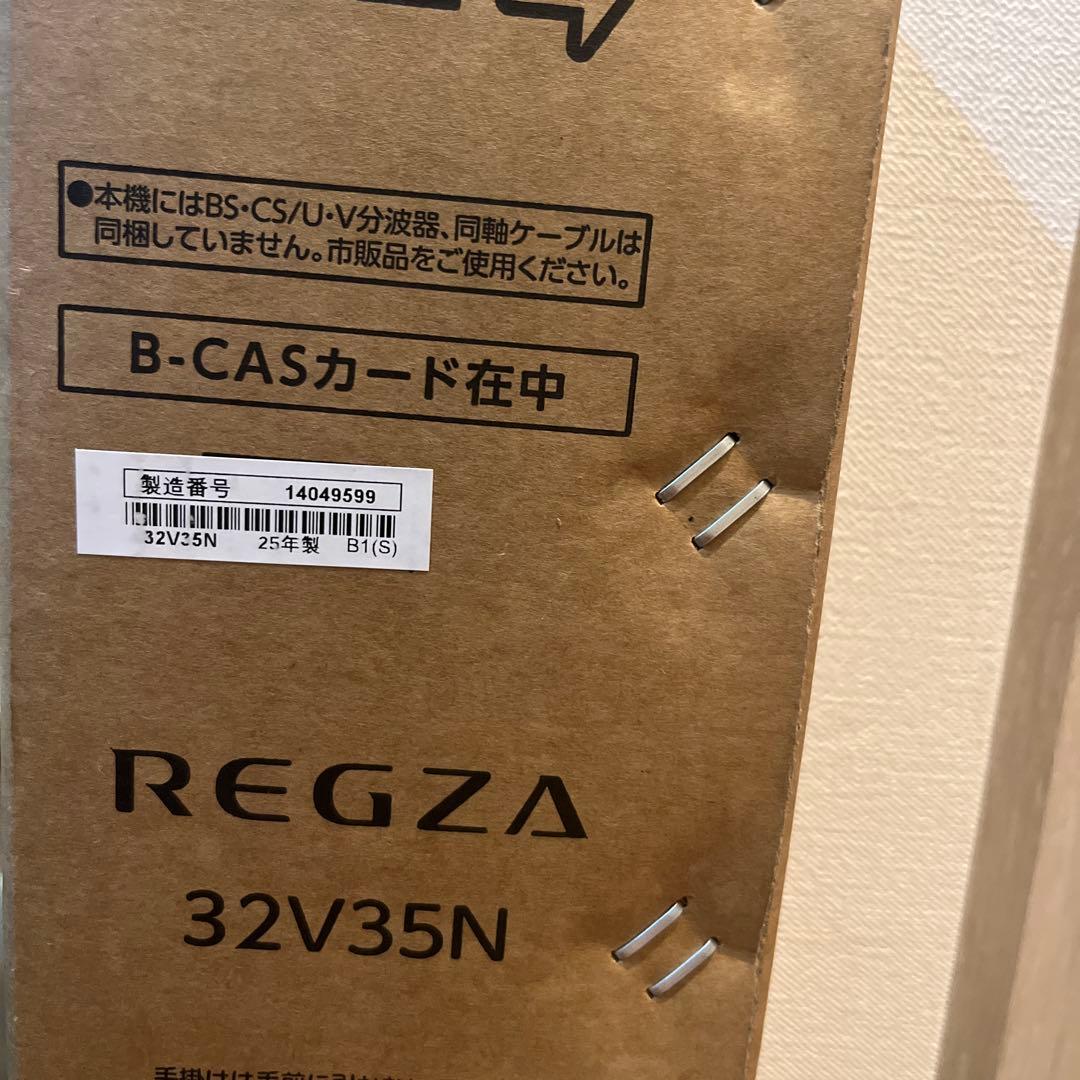 ●本機にはBS・CS/U・V分波器、同軸ケーブルは
同梱していません。市販品をご使用ください。
B-CASカード在中
製造番号 14049599
32V35N 25年製 B1(S)
REGZA
32V35N